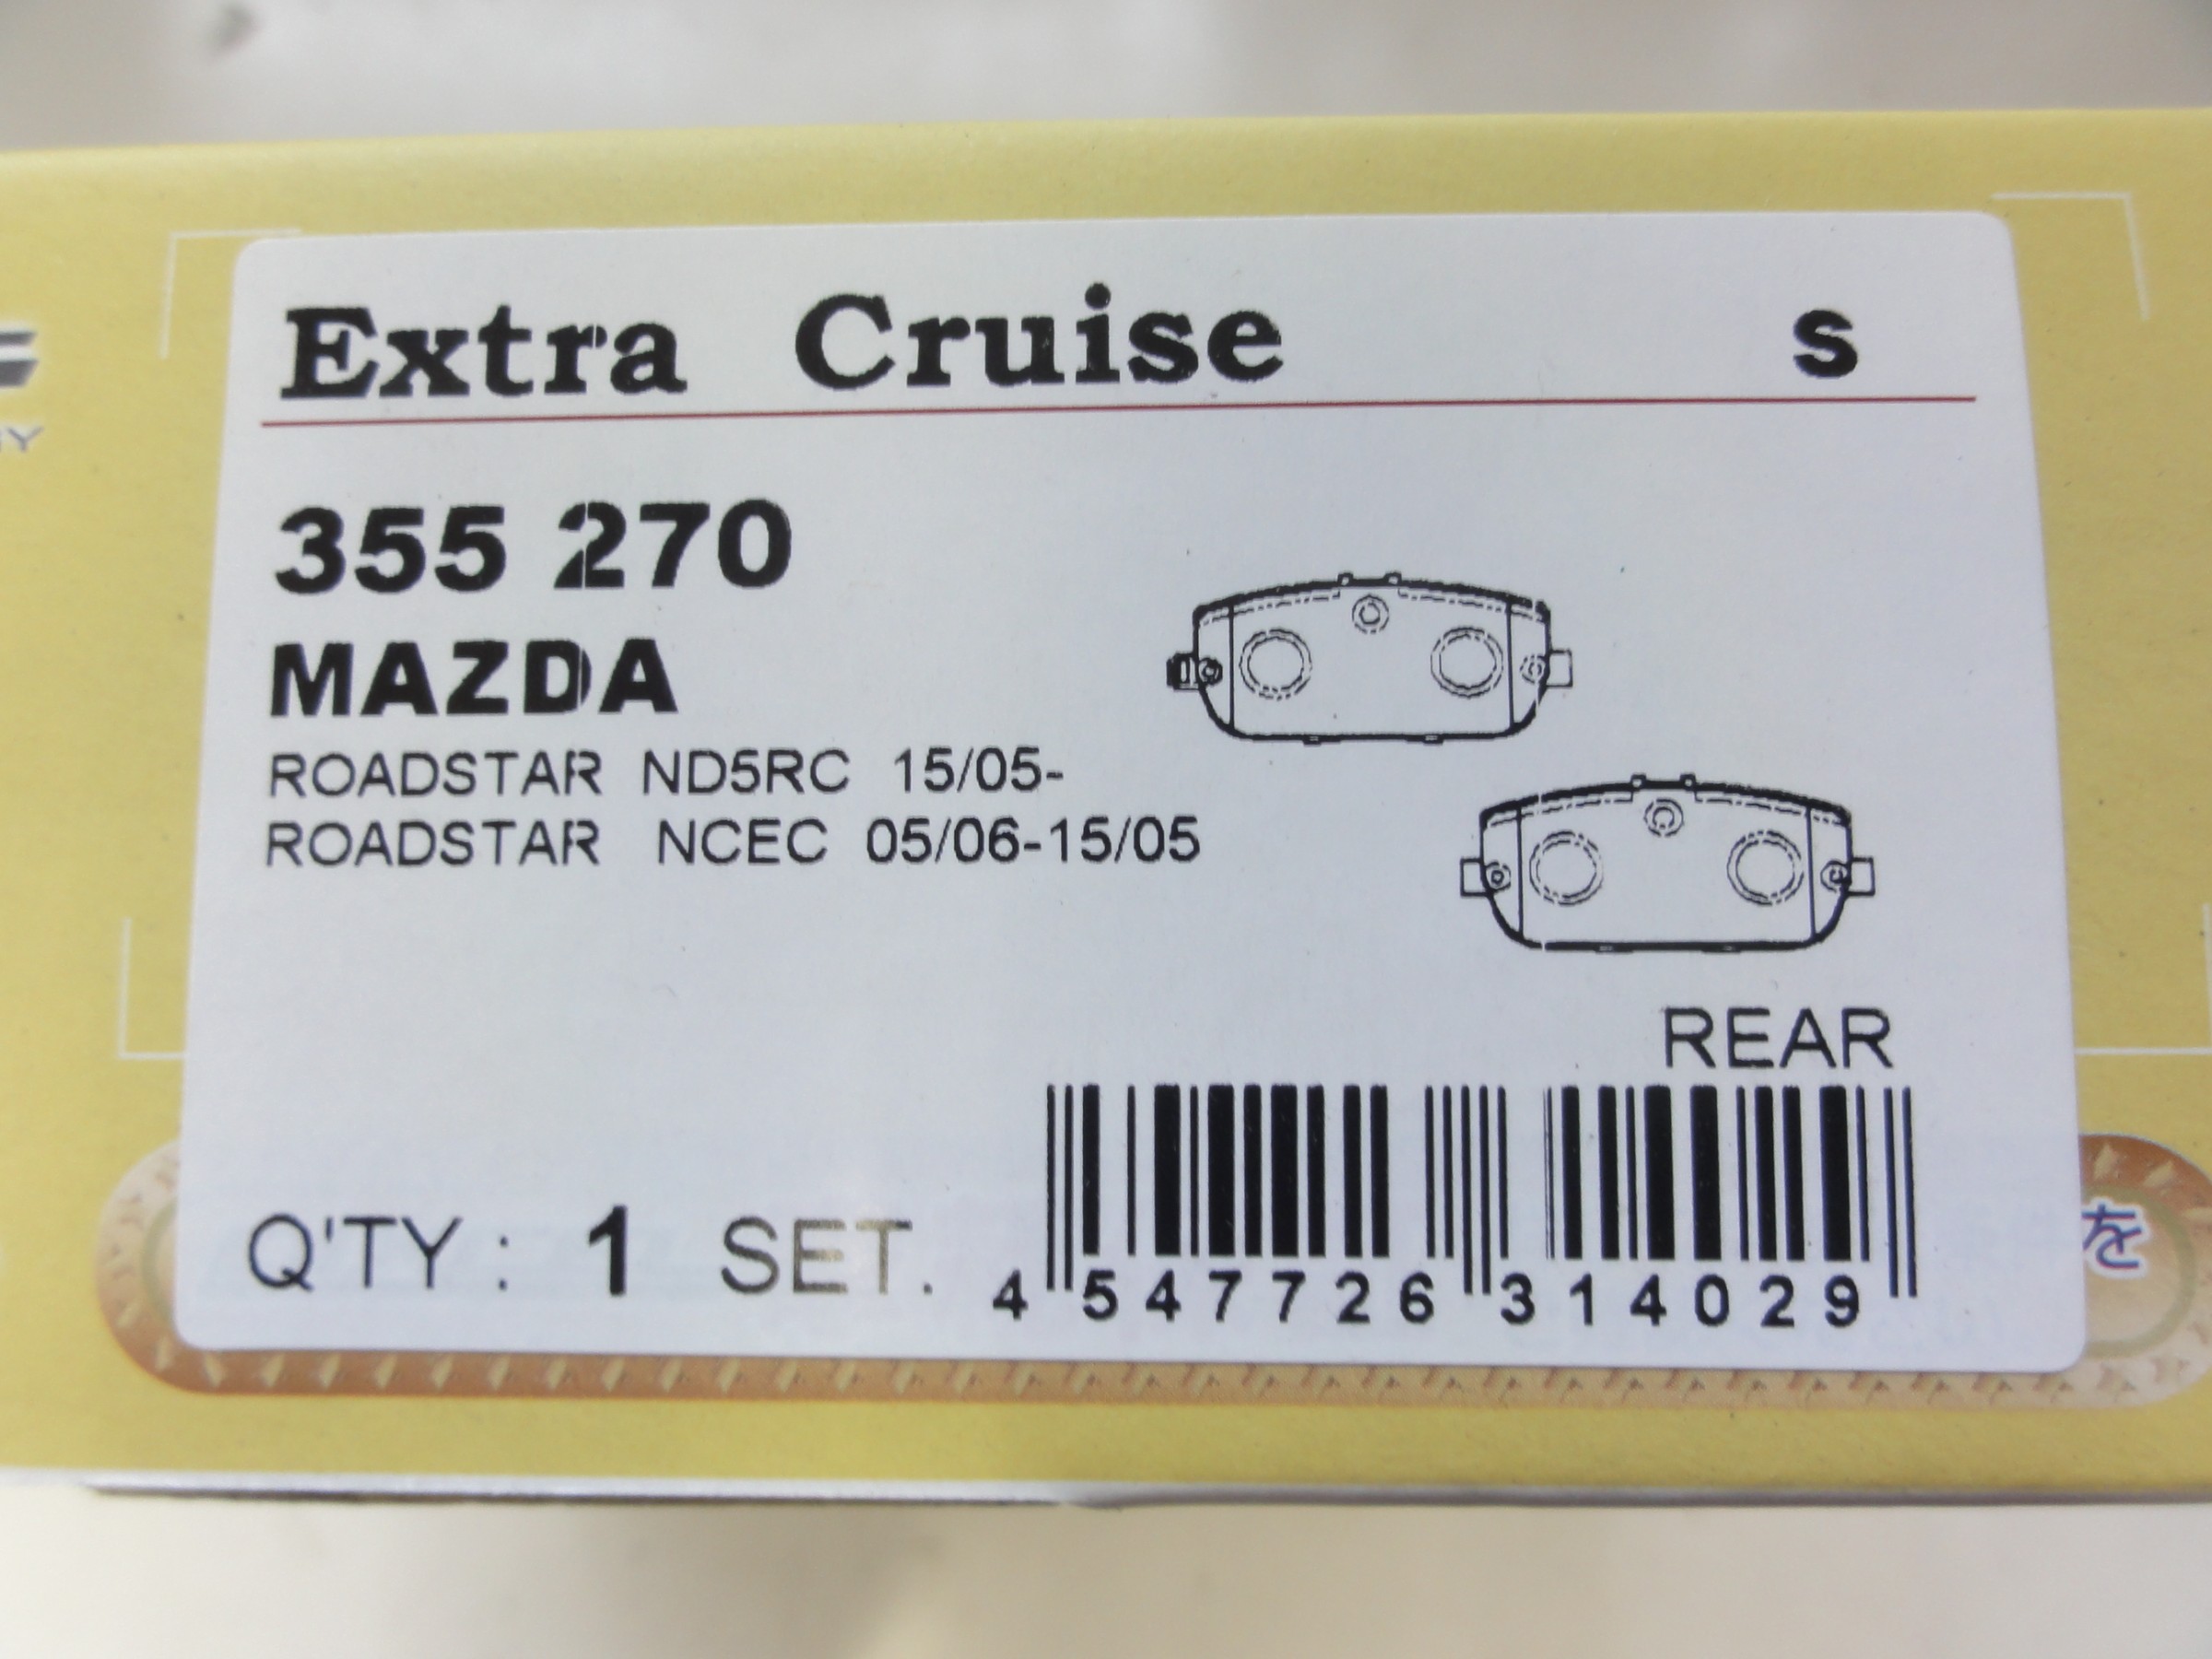 Extra Cruise S
355 270
MAZDA
ROADSTAR ND5RC 15/05-
ROADSTAR NCEC 05/06-15/05
REAR
Q'TY : 1 SET.
4 547726 314029
を